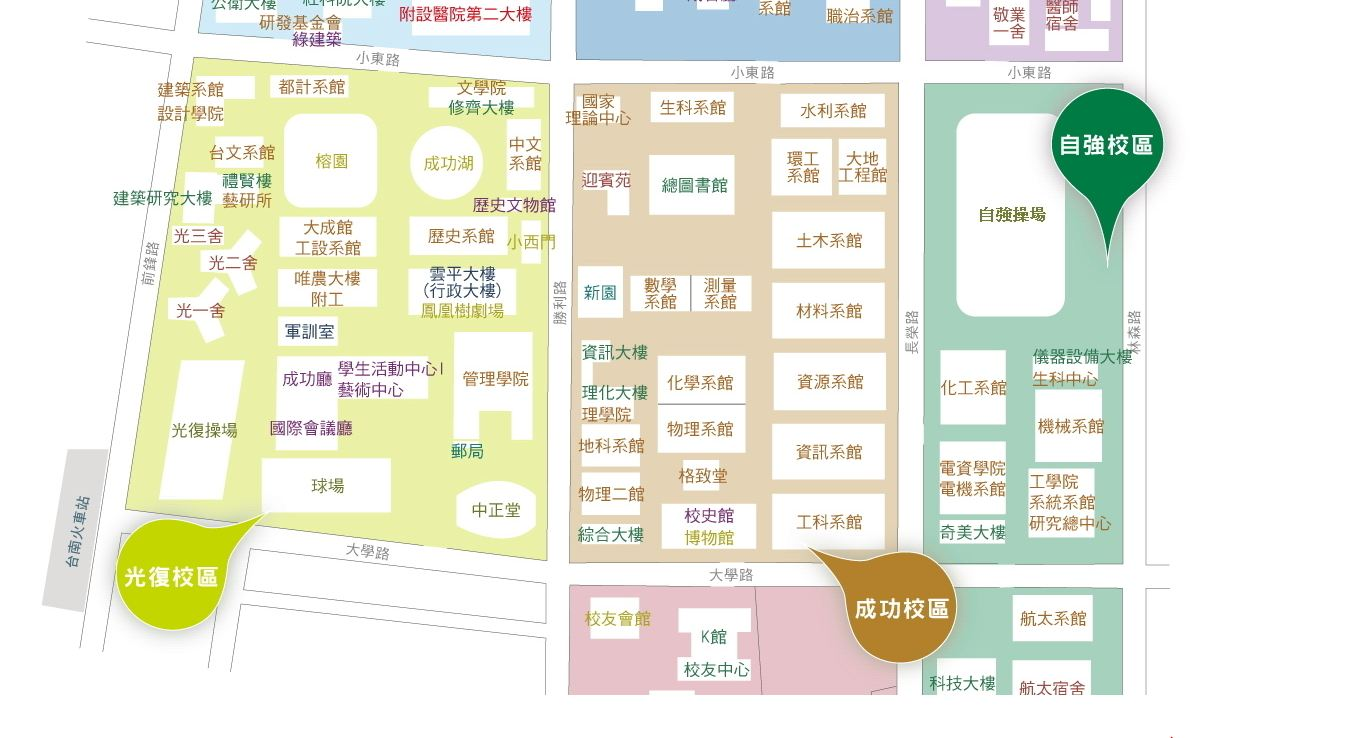 公衛大樓
社科院大樓
研發基金會
附設醫院第二大樓
綠建築
系館
職治系館
敬業
一舍
醫師
宿舍
小東路
小東路
小東路
建築系館
設計學院
都計系館
文學院
修齊大樓
台文系館
榕園
成功湖
中文
系館
禮賢樓
藝研所
建築研究大樓
歷史文物館
光三舍
大成館
工設系館
歷史系館
小西門
光二舍
唯農大樓
附工
雲平大樓
(行政大樓)
鳳凰樹劇場
光一舍
軍訓室
成功廳
學生活動中心I
藝術中心
管理學院
光復操場
國際會議廳
郵局
球場
中正堂
前鋒路
台南火車站
大學路
光復校區
勝利路
國家
理論中心
生科系館
水利系館
迎賓苑
總圖書館
環工
系館
大地
工程館
土木系館
新園
數學
系館
測量
系館
材料系館
資訊大樓
理化大樓
理學院
化學系館
資源系館
物理系館
地科系館
資訊系館
格致堂
物理二館
校史館
博物館
工科系館
綜合大樓
大學路
成功校區
長榮路
自強校區
自強操場
林森路
儀器設備大樓
生科中心
化工系館
機械系館
電資學院
電機系館
工學院
系統系館
研究總中心
奇美大樓
校友會館
K館
校友中心
航太系館
科技大樓
航太宿舍